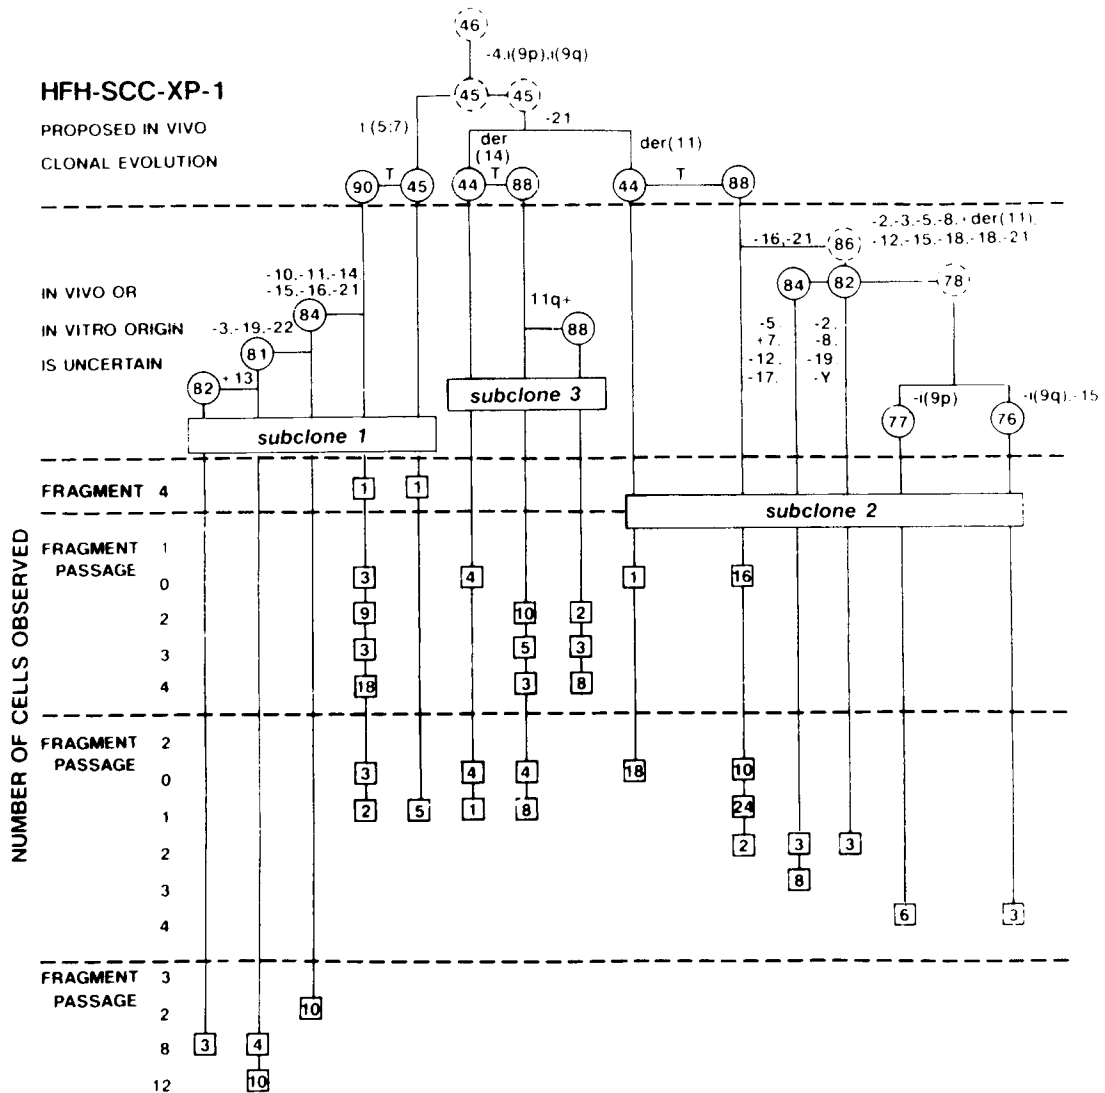 46
-4,i(9p),i(9q)
HFH-SCC-XP-1
45 45
PROPOSED IN VIVO
t(5:7)
-21
der
(14)
der(11)
CLONAL EVOLUTION
T T T
90 45 44 88 44 88
-2.-3.-5.-8.+der(11).
-16,-21 86
-12.-15.-18.-18.-21
-10.-11.-14
-15.-16.-21
84 82 78
IN VIVO OR
84
11q+
88
-5. -2.
+7. -8.
-12. -19.
-17. -Y
IN VITRO ORIGIN
-3.-19.-22
81
IS UNCERTAIN
82 +13
subclone 3
-i(9p)
-i(9q).-15
77 76
subclone 1
FRAGMENT 4
1 1
subclone 2
NUMBER OF CELLS OBSERVED
FRAGMENT 1
PASSAGE
0 3 4 1 16
2 9 10 2
3 3 5 3
4 18 3 8
FRAGMENT 2
PASSAGE
0 3 4 4 18 10
1 2 5 1 8 24
2 2 3 3
3 8
4 6 3
FRAGMENT 3
PASSAGE
2 10
8 3 4
12 10